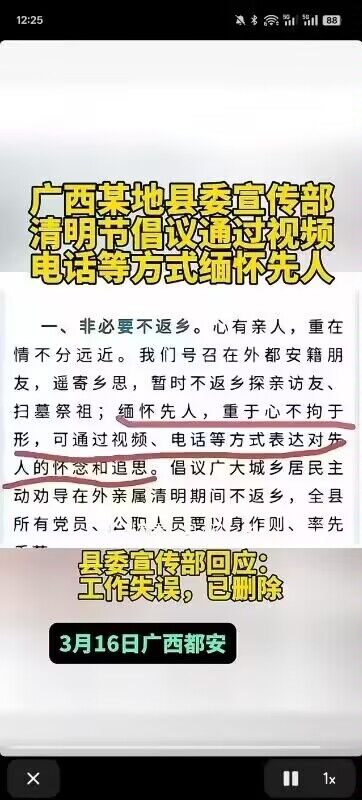 12:25
5G
5G
88
广西某地县委宣传部
清明节倡议通过视频
电话等方式缅怀先人
一、非必要不返乡。心有亲人，重在
情不分远近。我们号召在外都安籍朋
友，遥寄乡思，暂时不返乡探亲访友、
扫墓祭祖；缅怀先人，重于心不拘于
形，可通过视频、电话等方式表达对先
人的怀念和追思。倡议广大城乡居民主
动劝导在外亲属清明期间不返乡，全县
所有党员、公职人员要以身作则、率先
县委宣传部回应：
工作失误，已删除
3月16日广西都安
1x